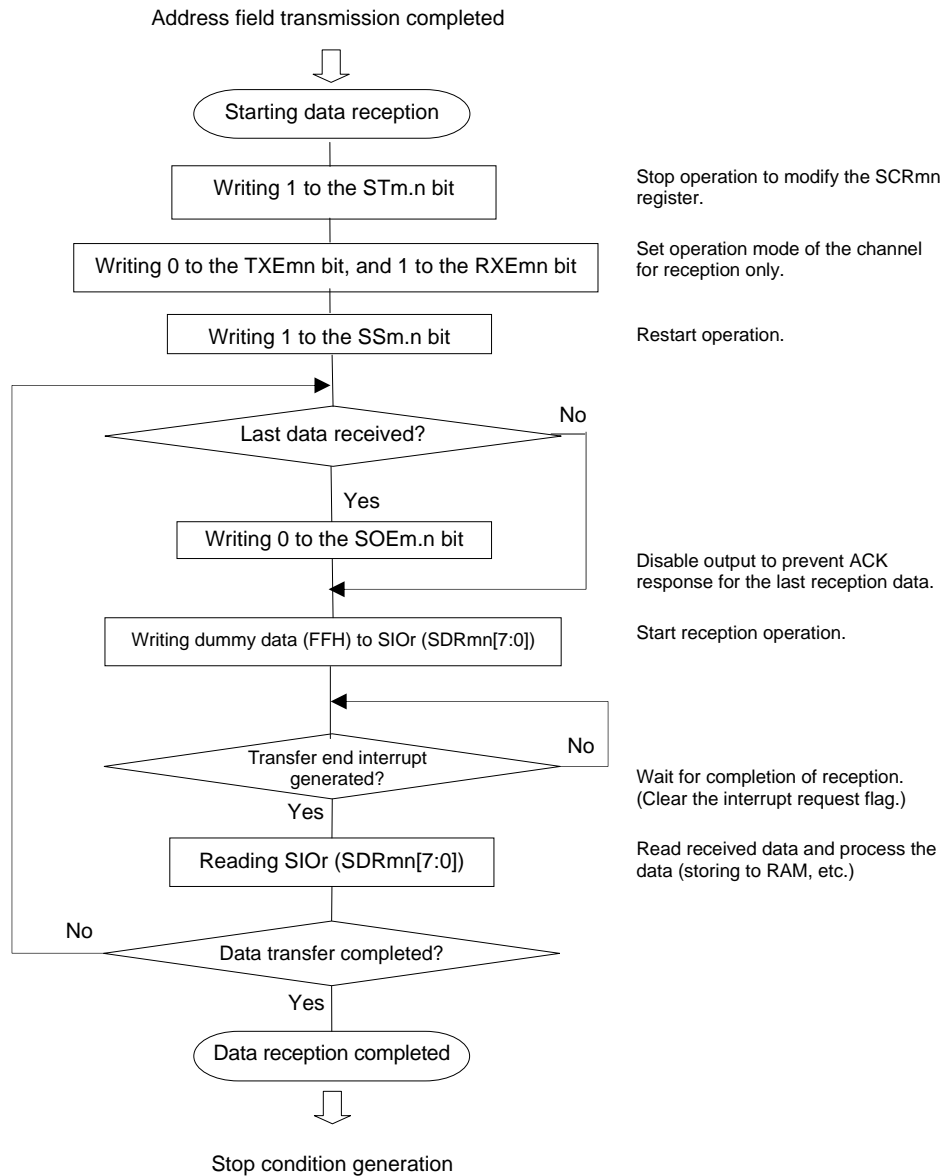 Address field transmission completed
Starting data reception
Writing 1 to the STm.n bit
Stop operation to modify the SCRmn
register.
Writing 0 to the TXEmn bit, and 1 to the RXEmn bit
Set operation mode of the channel
for reception only.
Writing 1 to the SSm.n bit
Restart operation.
No
Last data received?
Yes
Writing 0 to the SOEm.n bit
Disable output to prevent ACK
response for the last reception data.
Writing dummy data (FFH) to SIOr (SDRmn[7:0])
Start reception operation.
No
Transfer end interrupt
generated?
Wait for completion of reception.
(Clear the interrupt request flag.)
Yes
Reading SIOr (SDRmn[7:0])
Read received data and process the
data (storing to RAM, etc.)
No
Data transfer completed?
Yes
Data reception completed
Stop condition generation